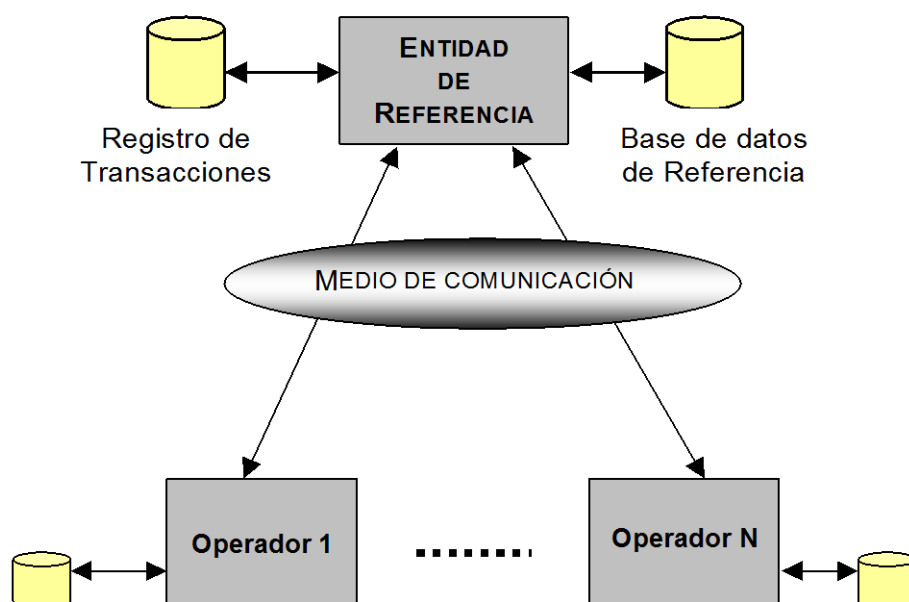 ENTIDAD
DE
REFERENCIA
Registro de
Transacciones
Base de datos
de Referencia
MEDIO DE COMUNICACIÓN
Operador 1
Operador N